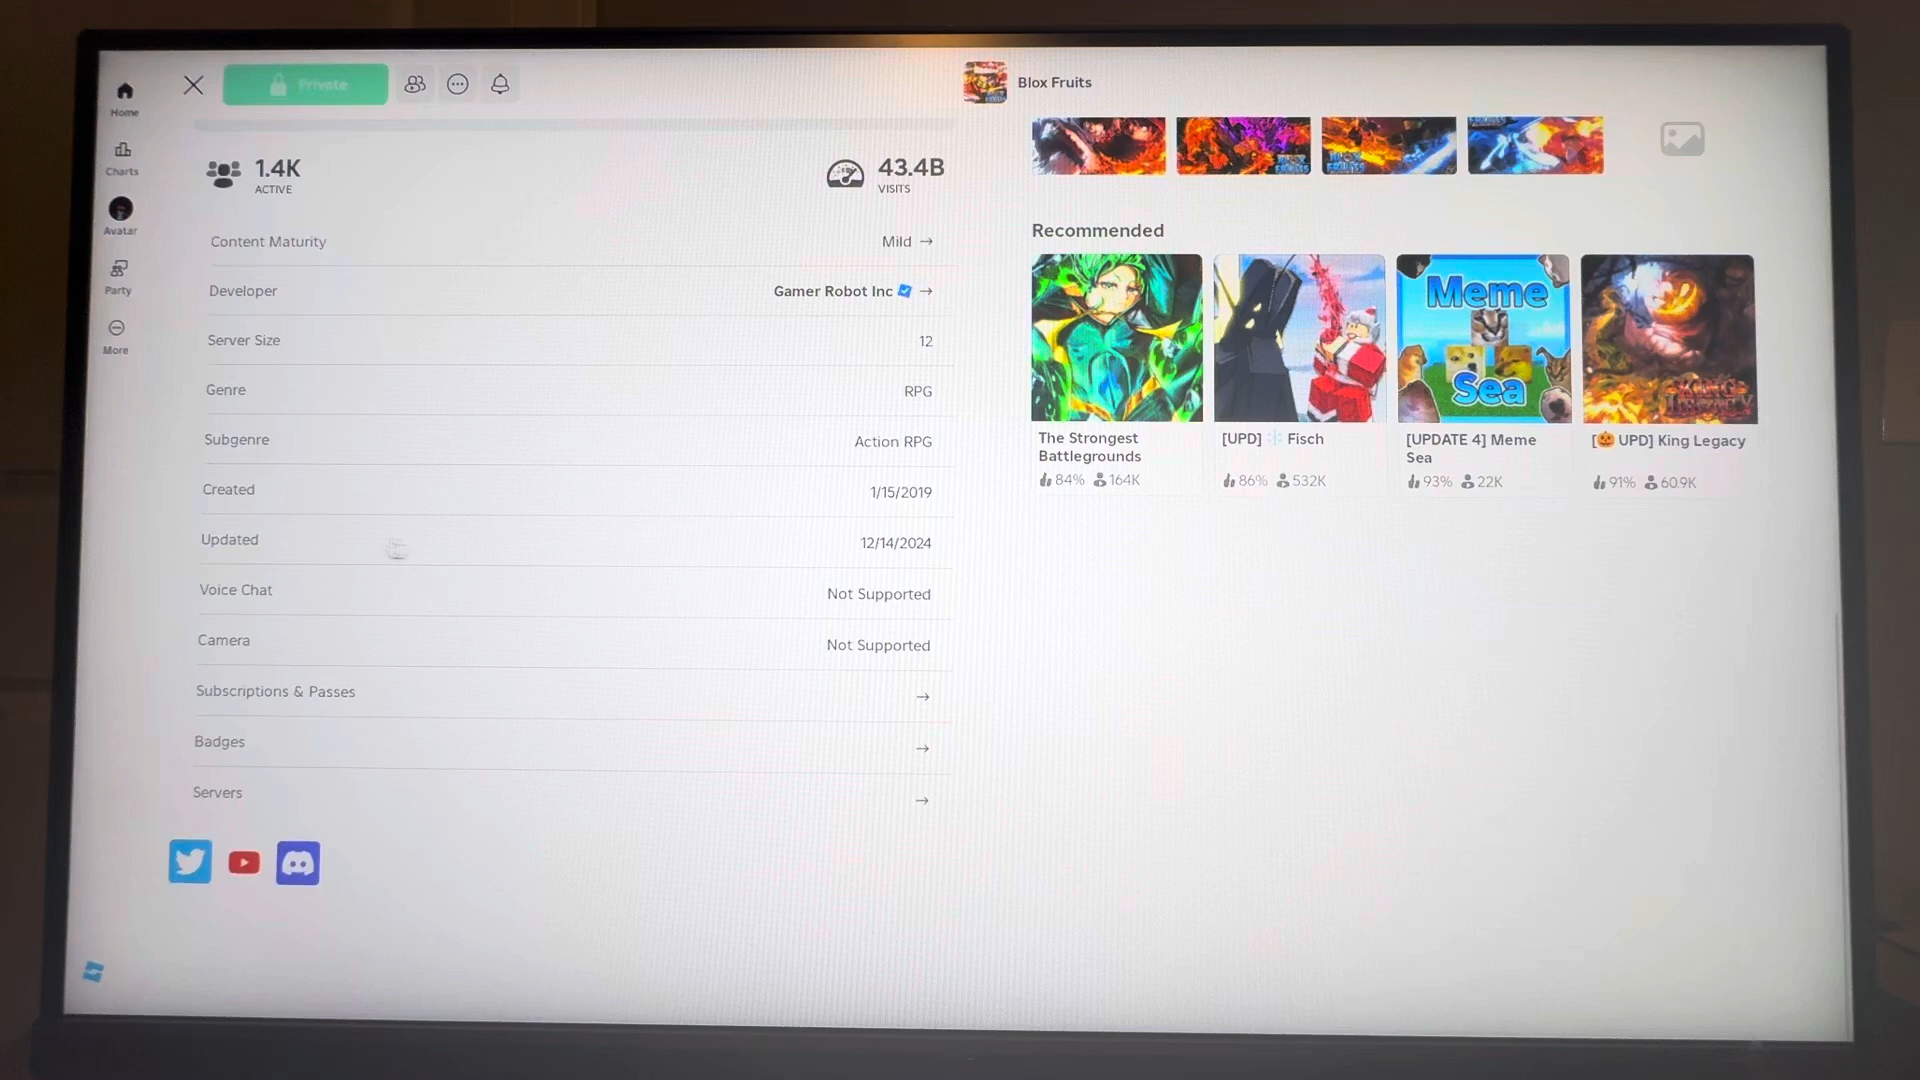 Home
Charts
Avatar
Party
More
Private
1.4K
ACTIVE
43.4B
VISITS
Content Maturity
Mild →
Developer
Gamer Robot Inc →
Server Size
12
Genre
RPG
Subgenre
Action RPG
Created
1/15/2019
Updated
12/14/2024
Voice Chat
Not Supported
Camera
Not Supported
Subscriptions & Passes →
Badges →
Servers →
Blox Fruits
Recommended
Meme
Sea
The Strongest
Battlegrounds
84% 164K
[UPD] ❄️ Fisch
86% 532K
[UPDATE 4] Meme
Sea
93% 22K
[🎃 UPD] King Legacy
91% 60.9K